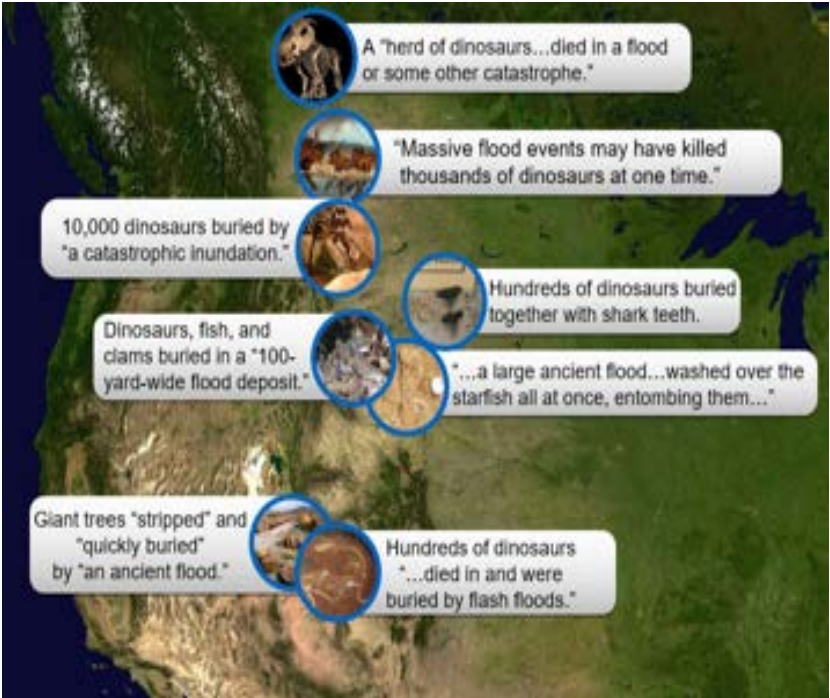 A "herd of dinosaurs...died in a flood
or some other catastrophe."
"Massive flood events may have killed
thousands of dinosaurs at one time."
10,000 dinosaurs buried by
"a catastrophic inundation."
Hundreds of dinosaurs buried
together with shark teeth.
Dinosaurs, fish, and
clams buried in a "100-
yard-wide flood deposit."
"...a large ancient flood...washed over the
starfish all at once, entombing them..."
Giant trees "stripped" and
"quickly buried"
by "an ancient flood."
Hundreds of dinosaurs
"...died in and were
buried by flash floods."